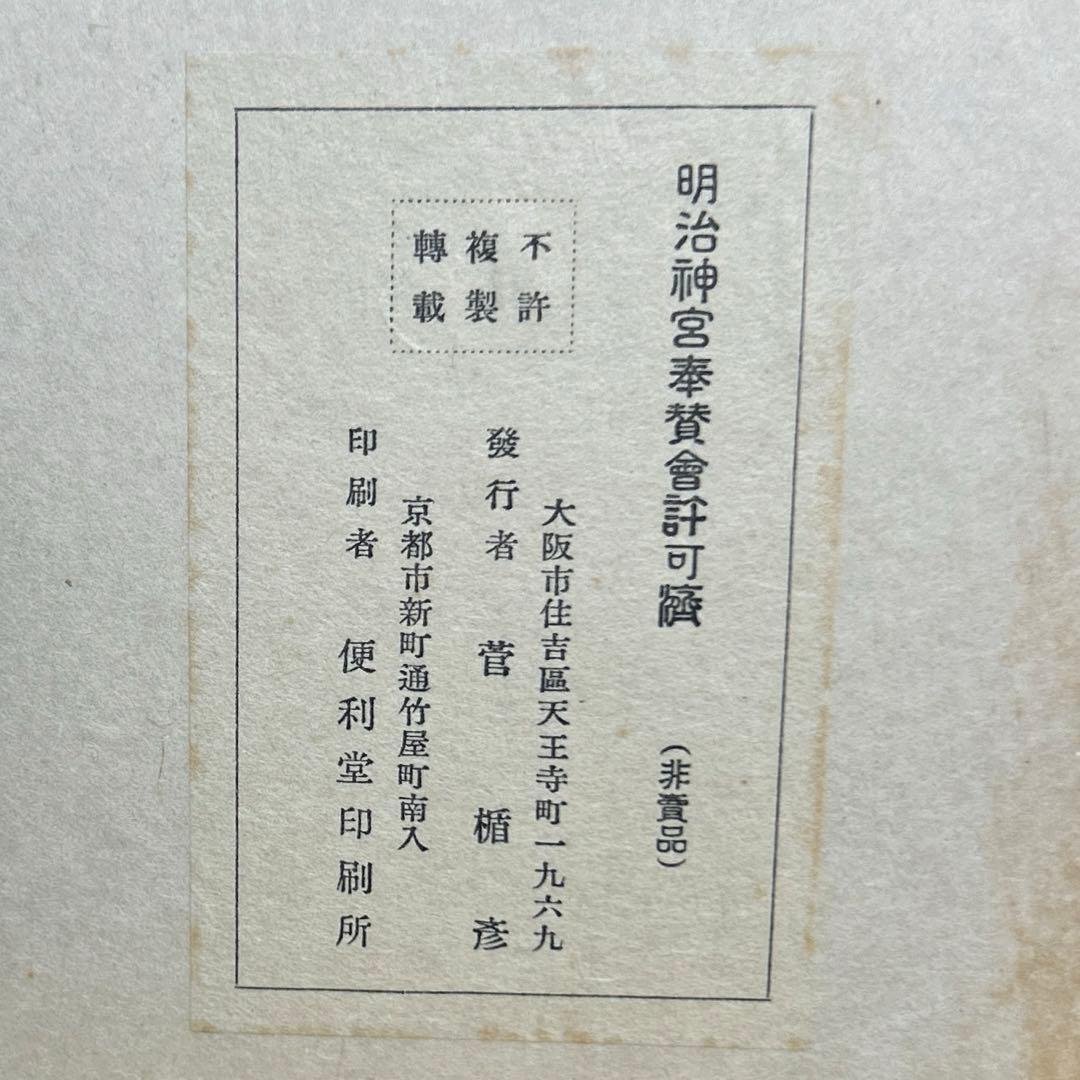 明治神宮奉賛會許可濟
（非賣品）
不許
複製
轉載
大阪市住吉區天王寺町一九六九
發行者 菅楯彥
京都市新町通竹屋町南入
印刷者 便利堂印刷所